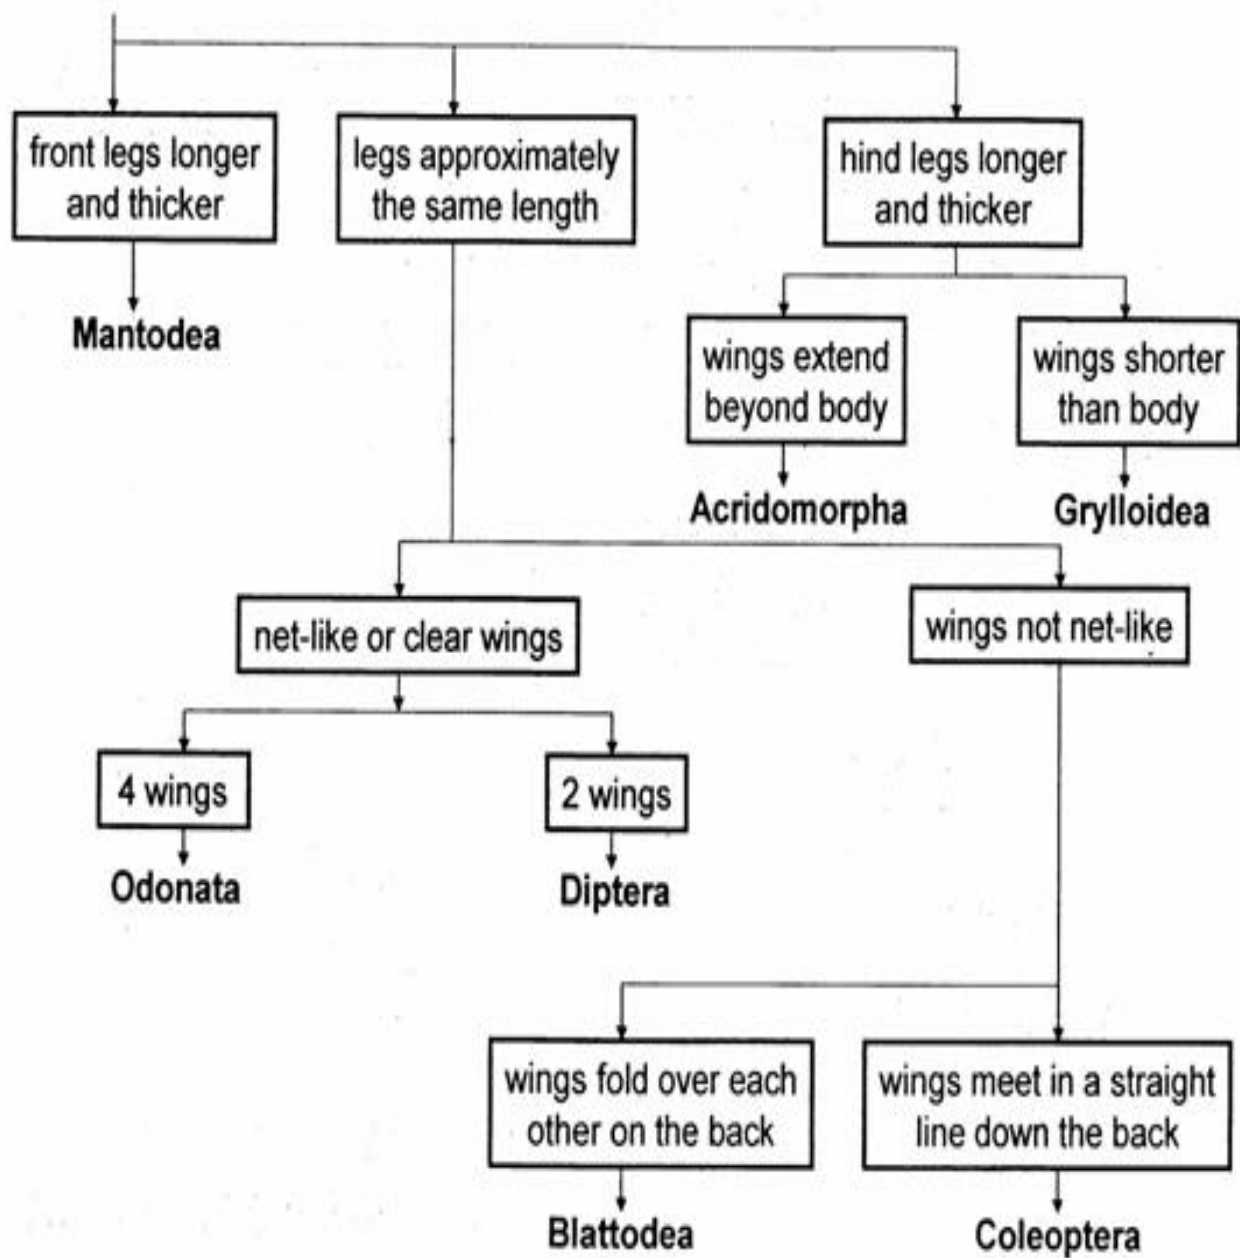 front legs longer
and thicker
legs approximately
the same length
hind legs longer
and thicker
Mantodea
wings extend
beyond body
wings shorter
than body
Acridomorpha
Grylloidea
net-like or clear wings
wings not net-like
4 wings
2 wings
Odonata
Diptera
wings fold over each
other on the back
wings meet in a straight
line down the back
Blattodea
Coleoptera